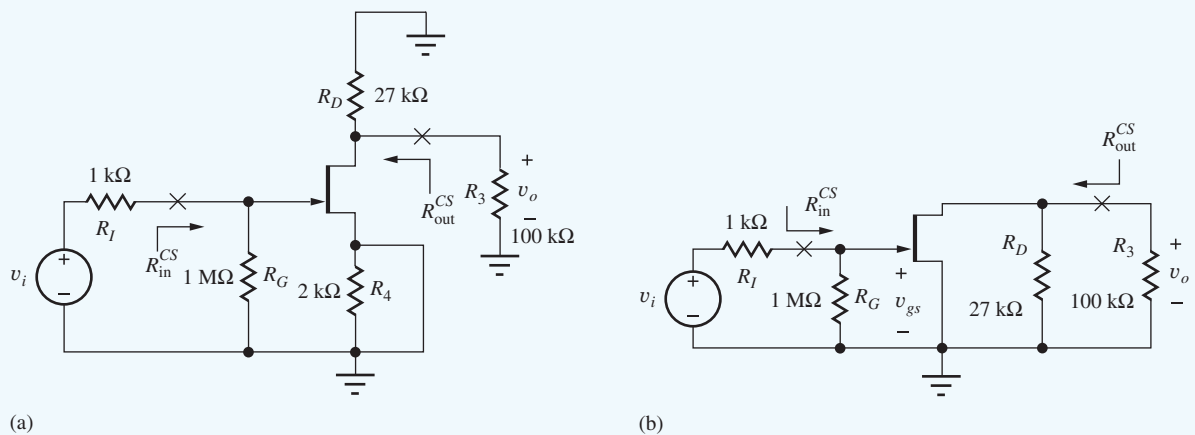 R_D
27 kΩ
1 kΩ
R_I
R_in^CS
v_i
+
−
1 MΩ
R_G
2 kΩ
R_4
R_out^CS
R_3
+
v_o
−
100 kΩ
(a)
R_out^CS
R_in^CS
1 kΩ
R_I
v_i
+
−
1 MΩ
R_G
+
v_gs
−
R_D
27 kΩ
R_3
100 kΩ
+
v_o
−
(b)